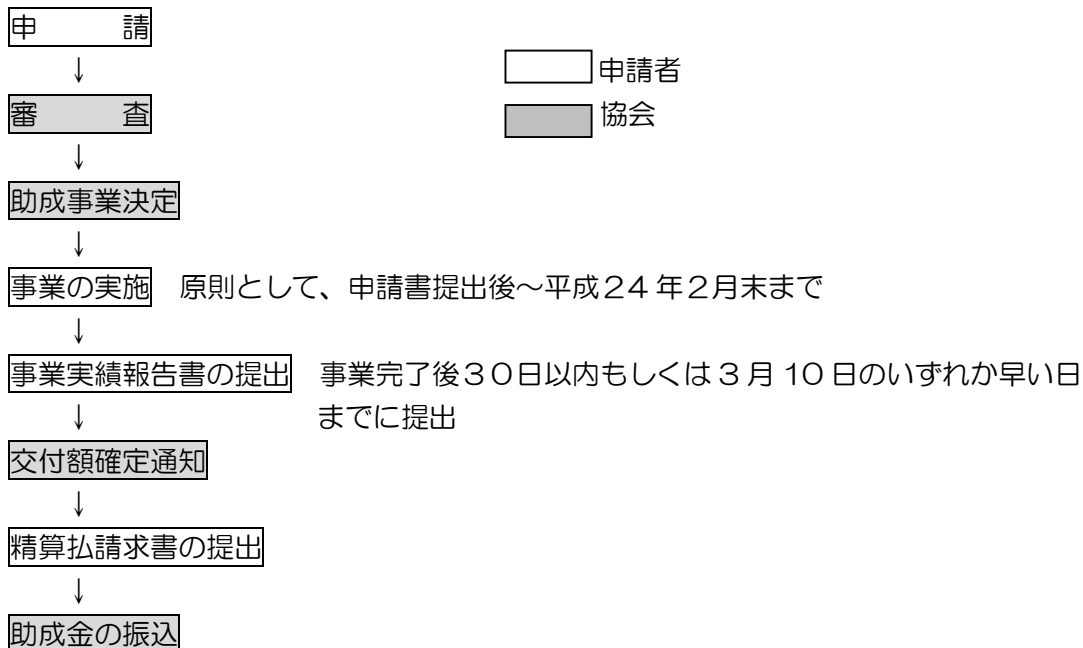 申　　　請
↓
申請者
審　　　査
協会
↓
助成事業決定
↓
事業の実施　原則として、申請書提出後～平成２４年２月末まで
↓
事業実績報告書の提出　事業完了後３０日以内もしくは３月10日のいずれか早い日
↓　までに提出
交付額確定通知
↓
精算払請求書の提出
↓
助成金の振込